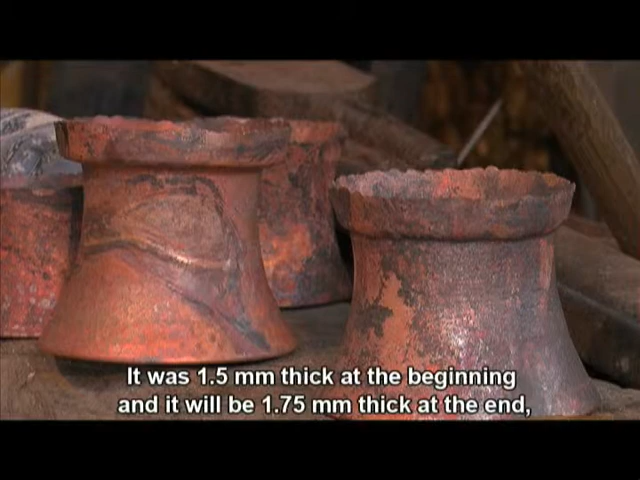 It was 1.5 mm thick at the beginning
and it will be 1.75 mm thick at the end,